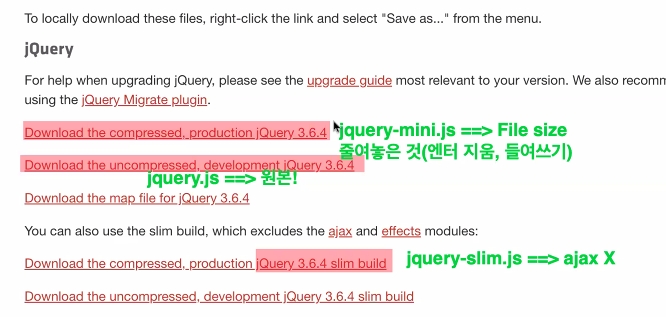 To locally download these files, right-click the link and select "Save as..." from the menu.
jQuery
For help when upgrading jQuery, please see the upgrade guide most relevant to your version. We also recomm
using the jQuery Migrate plugin.
Download the compressed, production jQuery 3.6.4
jquery-mini.js ==> File size
줄여놓은 것(엔터 지움, 들여쓰기)
Download the uncompressed, development jQuery 3.6.4
jquery.js ==> 원본!
Download the map file for jQuery 3.6.4
You can also use the slim build, which excludes the ajax and effects modules:
Download the compressed, production jQuery 3.6.4 slim build
jquery-slim.js ==> ajax X
Download the uncompressed, development jQuery 3.6.4 slim build